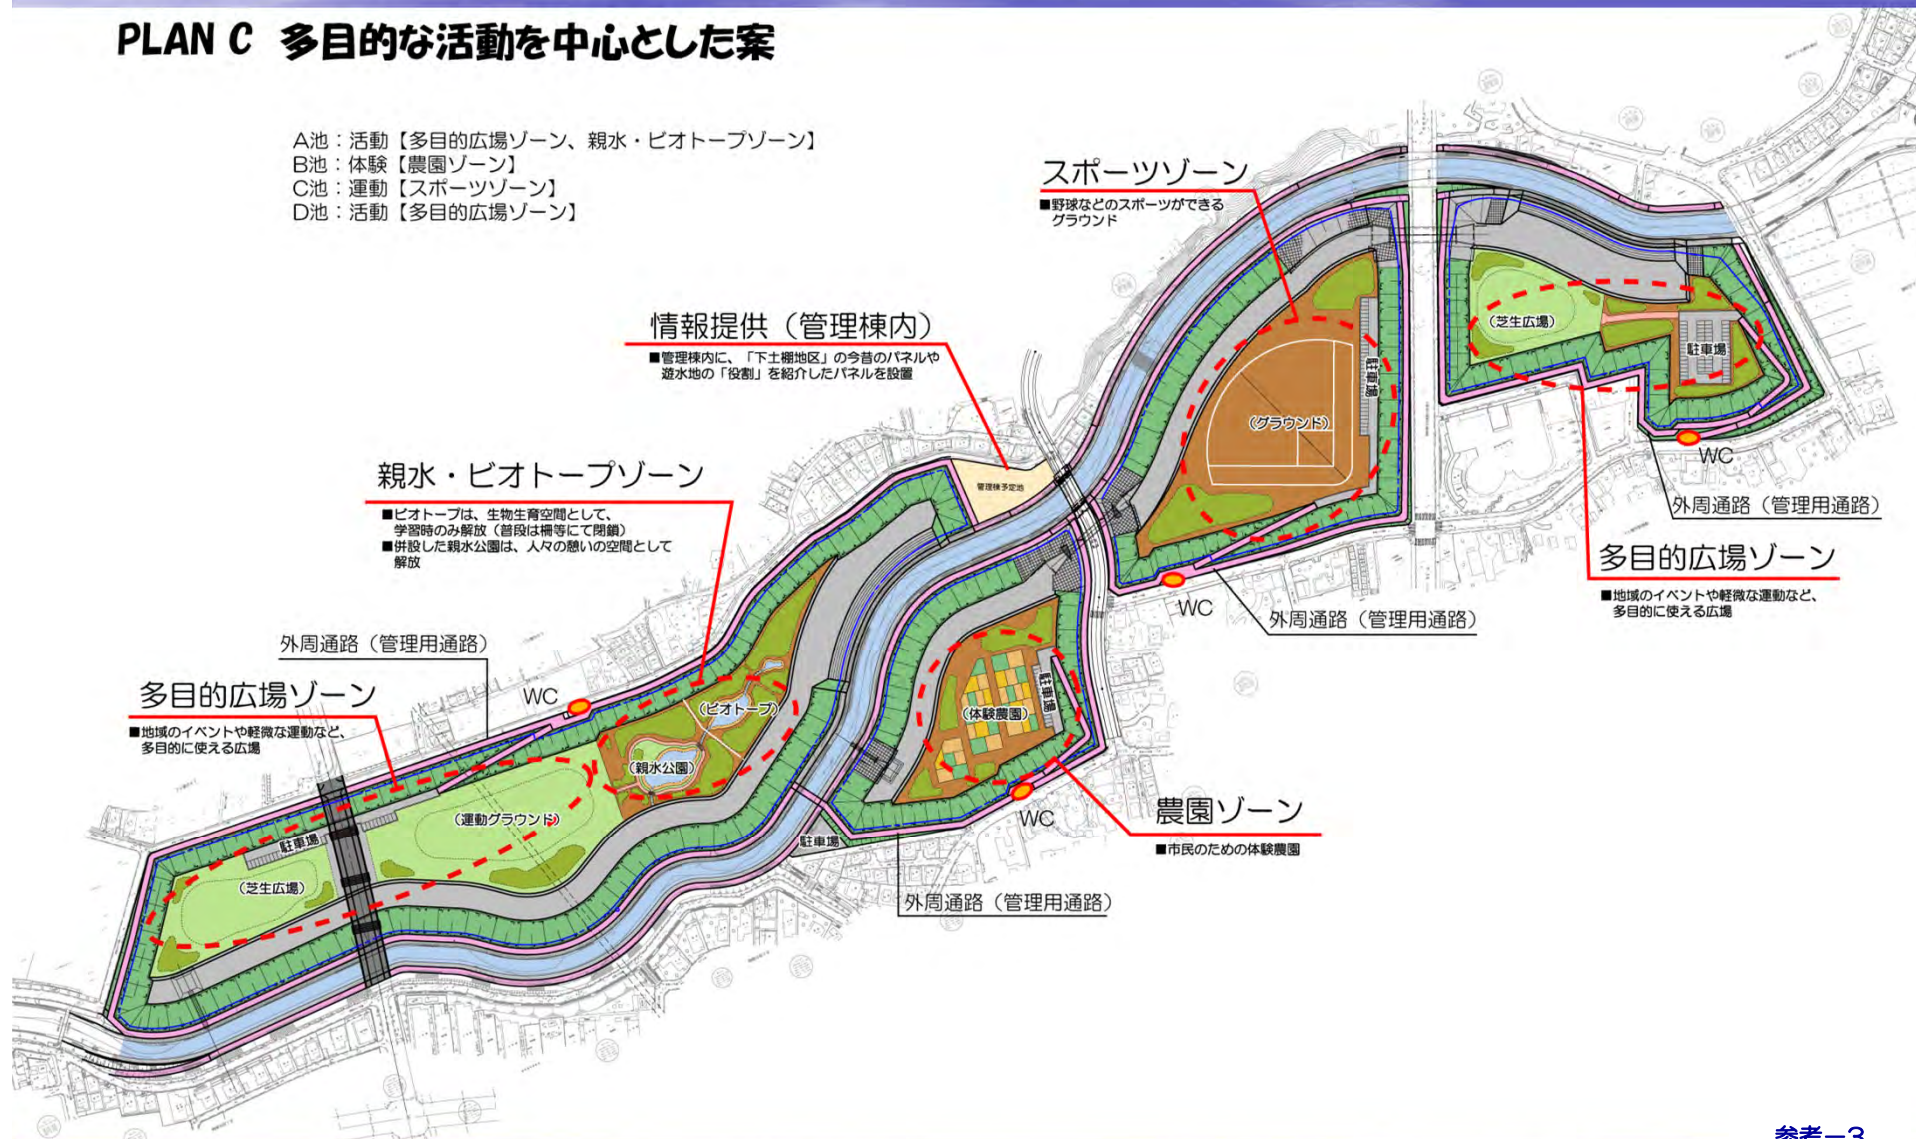 PLAN C 多目的な活動を中心とした案
A池：活動【多目的広場ゾーン、親水・ビオトープゾーン】
B池：体験【農園ゾーン】
C池：運動【スポーツゾーン】
D池：活動【多目的広場ゾーン】
スポーツゾーン
■野球などのスポーツができる
グラウンド
情報提供（管理棟内）
■管理棟内に、「下土棚地区」の今昔のパネルや
遊水地の「役割」を紹介したパネルを設置
管理棟予定地
(グラウンド)
駐車場
(芝生広場)
駐車場
WC
外周通路（管理用通路）
多目的広場ゾーン
■地域のイベントや軽微な運動など、
多目的に使える広場
WC
外周通路（管理用通路）
親水・ビオトープゾーン
■ビオトープは、生物生育空間として、
学習時のみ解放（普段は柵等にて閉鎖）
■併設した親水公園は、人々の憩いの空間として
解放
外周通路（管理用通路）
WC
多目的広場ゾーン
■地域のイベントや軽微な運動など、
多目的に使える広場
(ビオトープ)
(親水公園)
(運動グラウンド)
駐車場
(芝生広場)
(体験農園)
駐車場
WC
農園ゾーン
■市民のための体験農園
駐車場
外周通路（管理用通路）
参考－3